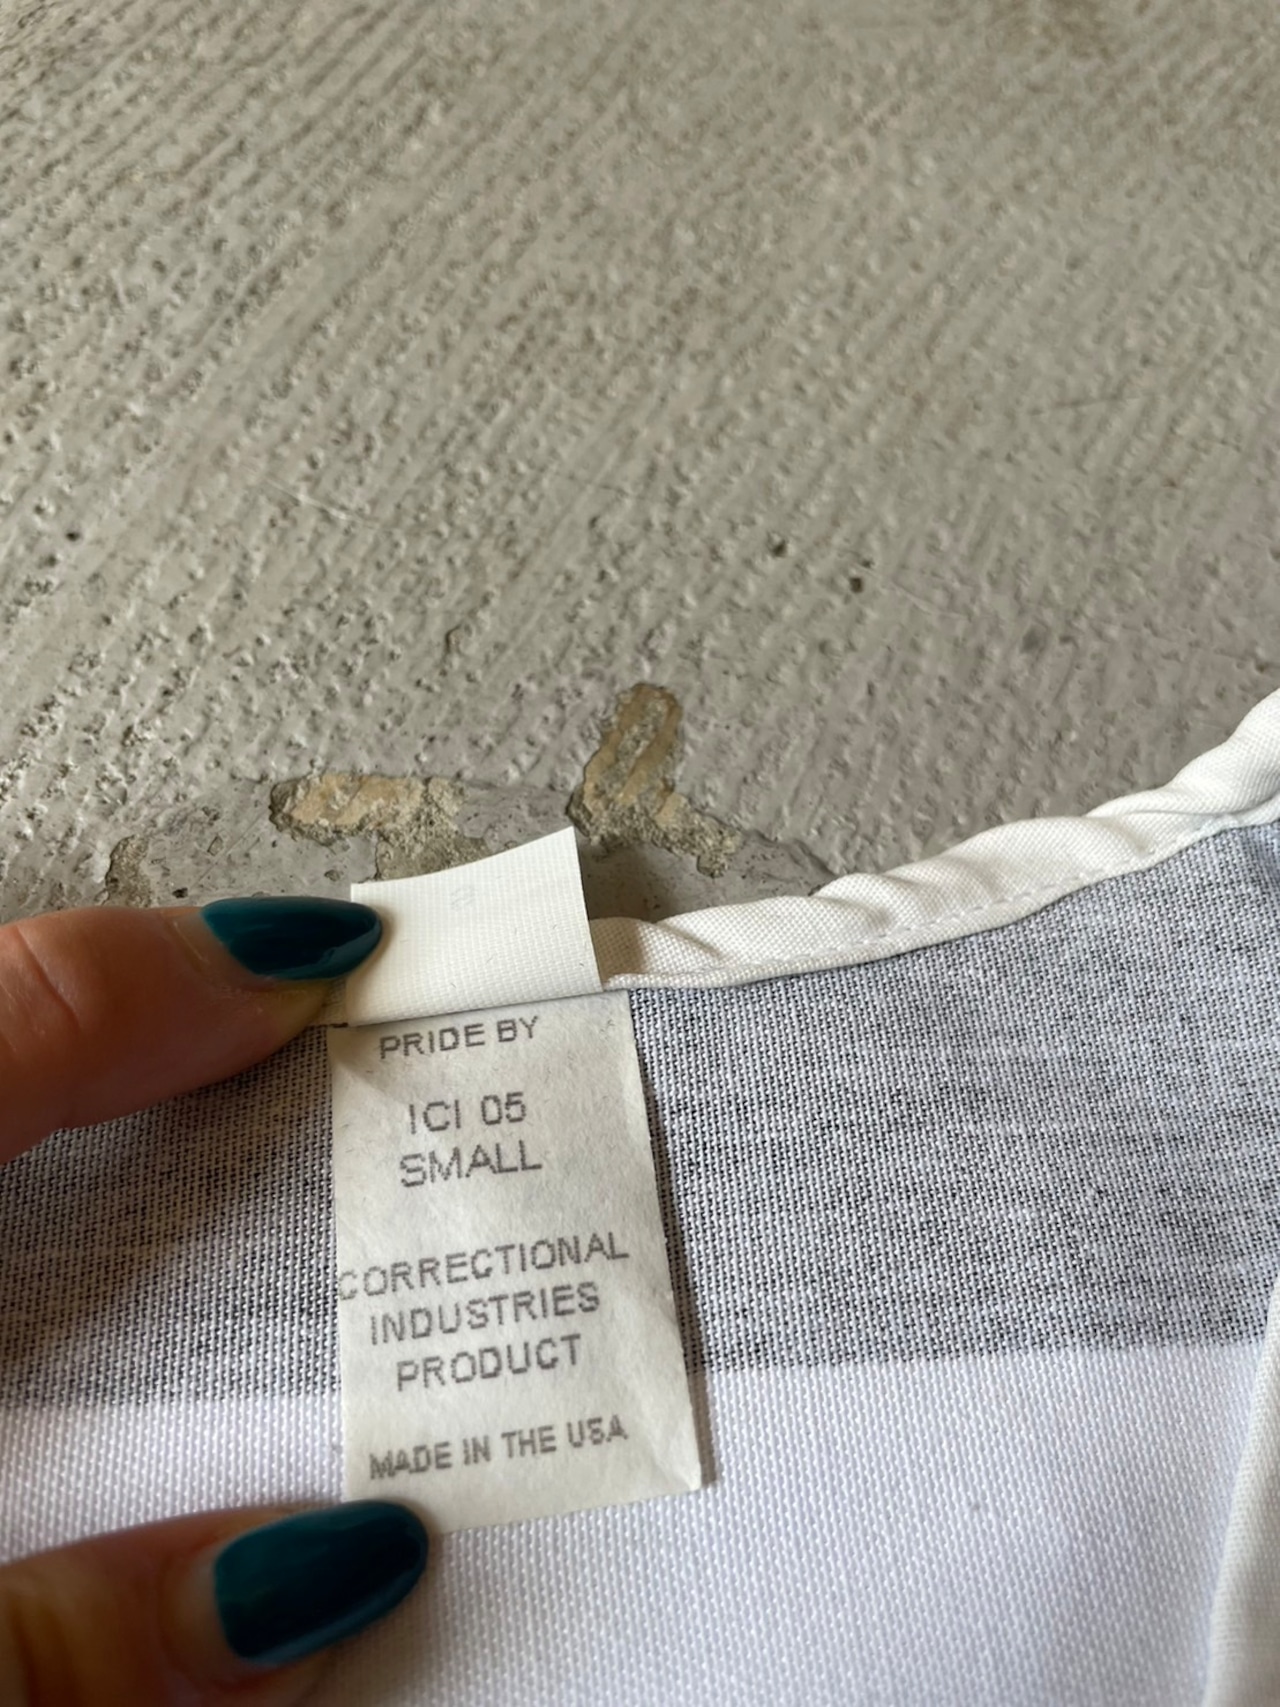 PRIDE BY
ICI 05
SMALL
CORRECTIONAL
INDUSTRIES
PRODUCT
MADE IN THE USA